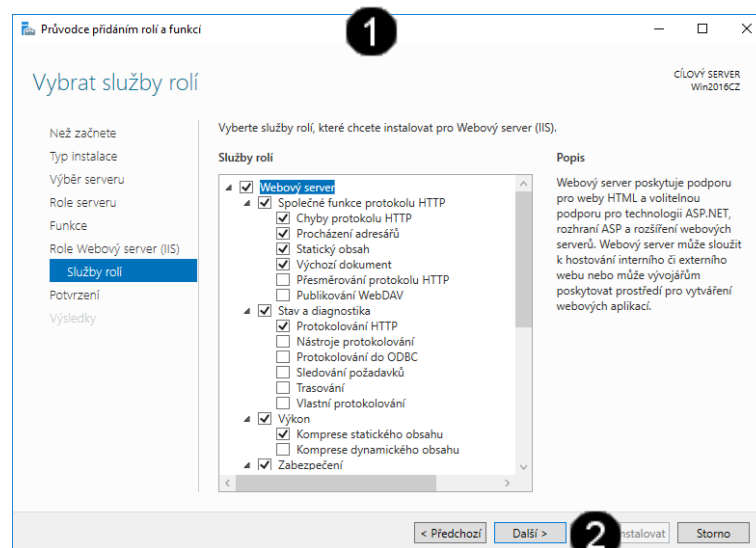 Průvodce přidáním rolí a funkcí
1
Vybrat služby rolí
CÍLOVÝ SERVER
Win2016CZ
Než začnete
Typ instalace
Výběr serveru
Role serveru
Funkce
Role Webový server (IIS)
Služby rolí
Potvrzení
Výsledky
Vyberte služby rolí, které chcete instalovat pro Webový server (IIS).
Služby rolí
Webový server
Společné funkce protokolu HTTP
Chyby protokolu HTTP
Procházení adresářů
Statický obsah
Výchozí dokument
Přesměrování protokolu HTTP
Publikování WebDAV
Stav a diagnostika
Protokolování HTTP
Nástroje protokolování
Protokolování do ODBC
Sledování požadavků
Trasování
Vlastní protokolování
Výkon
Komprese statického obsahu
Komprese dynamického obsahu
Zabezpečení
Popis
Webový server poskytuje podporu
pro weby HTML a volitelnou
podporu pro technologii ASP.NET,
rozhraní ASP a rozšíření webových
serverů. Webový server může sloužit
k hostování interního či externího
webu nebo může vývojářům
poskytovat prostředí pro vytváření
webových aplikací.
< Předchozí
Další >
2
Storno